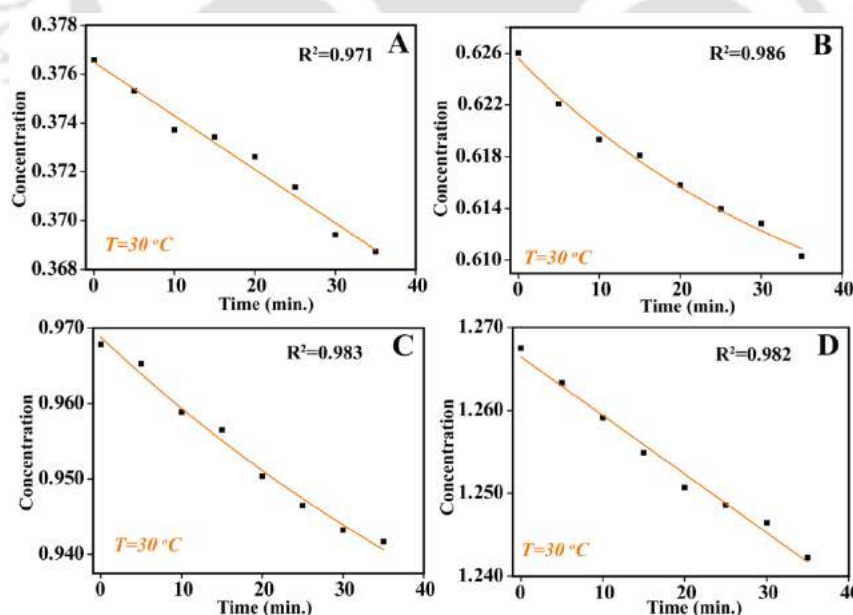 A
R²=0.971
T=30 °C
Concentration
0.378
0.376
0.374
0.372
0.370
0.368
0
10
20
30
40
Time (min.)
B
R²=0.986
T=30 °C
Concentration
0.626
0.622
0.618
0.614
0.610
0
10
20
30
40
Time (min.)
C
R²=0.983
T=30 °C
Concentration
0.970
0.960
0.950
0.940
0
10
20
30
40
Time (min.)
D
R²=0.982
T=30 °C
Concentration
1.270
1.260
1.250
1.240
0
10
20
30
40
Time (min.)